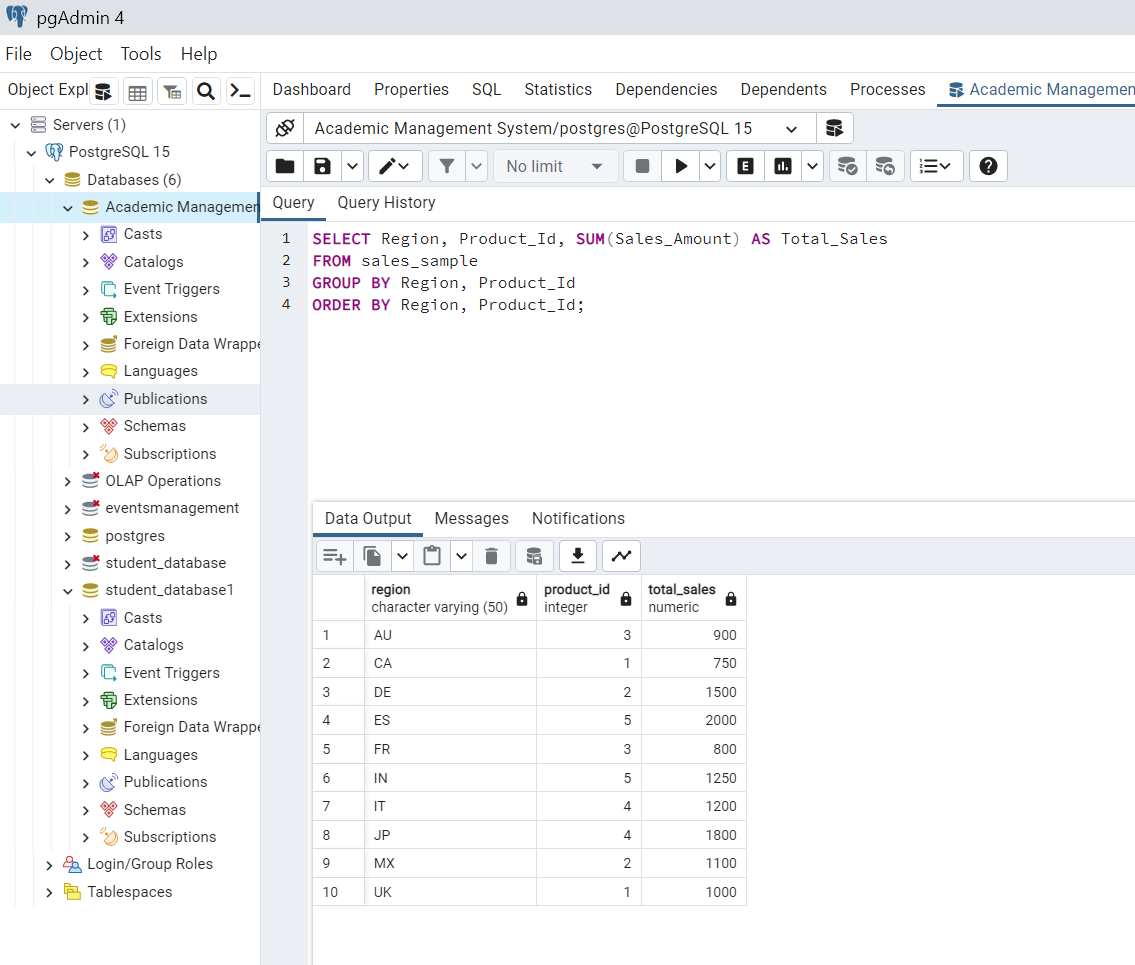 pgAdmin 4
File Object Tools Help
Object Expl
Dashboard Properties SQL Statistics Dependencies Dependents Processes Academic Managemen
Servers (1)
PostgreSQL 15
Databases (6)
Academic Managemen
Casts
Catalogs
Event Triggers
Extensions
Foreign Data Wrappe
Languages
Publications
Schemas
Subscriptions
OLAP Operations
eventsmanagement
postgres
student_database
student_database1
Casts
Catalogs
Event Triggers
Extensions
Foreign Data Wrappe
Languages
Publications
Schemas
Subscriptions
Login/Group Roles
Tablespaces
Academic Management System/postgres@PostgreSQL 15
No limit
E
Query Query History
1 SELECT Region, Product_Id, SUM(Sales_Amount) AS Total_Sales
2 FROM sales_sample
3 GROUP BY Region, Product_Id
4 ORDER BY Region, Product_Id;
Data Output Messages Notifications
region product_id total_sales
character varying (50) integer numeric
1 AU 3 900
2 CA 1 750
3 DE 2 1500
4 ES 5 2000
5 FR 3 800
6 IN 5 1250
7 IT 4 1200
8 JP 4 1800
9 MX 2 1100
10 UK 1 1000